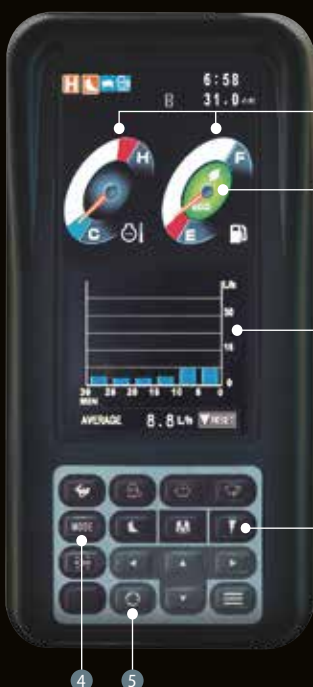 H
6:58
31.0
H
F
C
eco
E
L/h
30
15
0
30 25 20 15 10 5 0
MIN
AVERAGE 8.8 L/h ▼ RESET
MODE
M
4 5